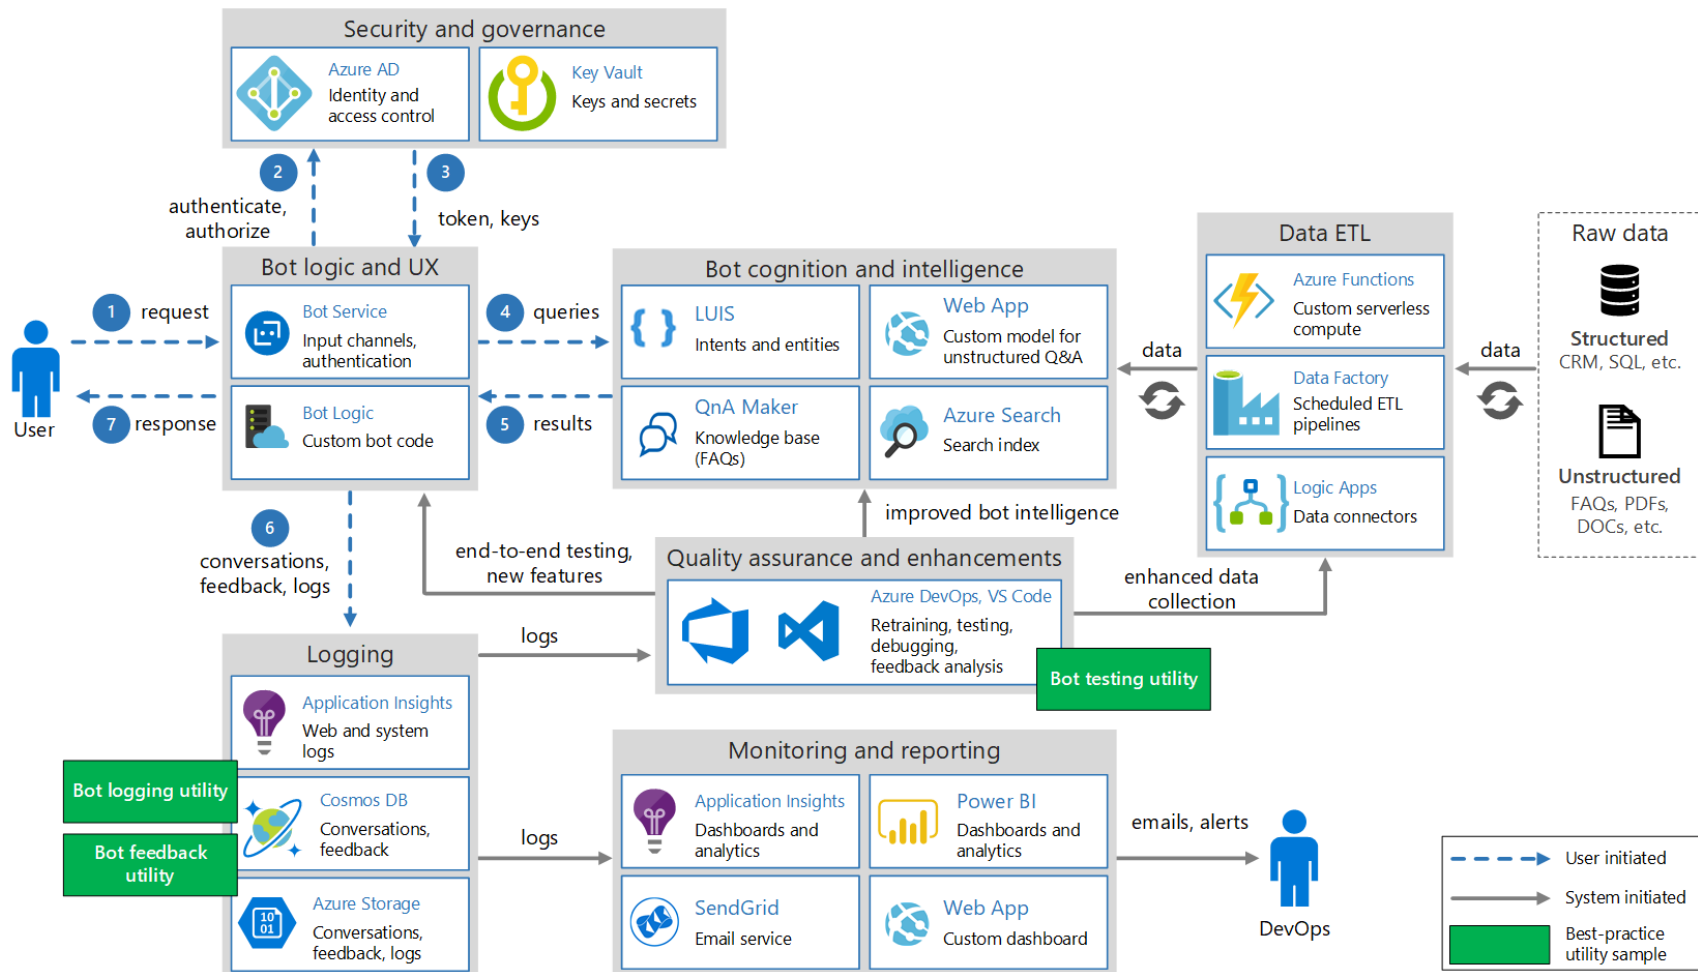 Security and governance
Azure AD
Identity and
access control
Key Vault
Keys and secrets
2
authenticate,
authorize
3
token, keys
Bot logic and UX
Bot Service
Input channels,
authentication
Bot Logic
Custom bot code
1
request
User
7
response
4
queries
5
results
Bot cognition and intelligence
{ }
LUIS
Intents and entities
Web App
Custom model for
unstructured Q&A
QnA Maker
Knowledge base
(FAQs)
Azure Search
Search index
data
Data ETL
Azure Functions
Custom serverless
compute
Data Factory
Scheduled ETL
pipelines
Logic Apps
Data connectors
data
Raw data
Structured
CRM, SQL, etc.
Unstructured
FAQs, PDFs,
DOCs, etc.
6
conversations,
feedback, logs
end-to-end testing,
new features
improved bot intelligence
Quality assurance and enhancements
Azure DevOps, VS Code
Retraining, testing,
debugging,
feedback analysis
Bot testing utility
enhanced data
collection
logs
Logging
Application Insights
Web and system
logs
Bot logging utility
Cosmos DB
Conversations,
feedback
Bot feedback
utility
10
01
Azure Storage
Conversations,
feedback, logs
logs
Monitoring and reporting
Application Insights
Dashboards and
analytics
Power BI
Dashboards and
analytics
SendGrid
Email service
Web App
Custom dashboard
emails, alerts
DevOps
User initiated
System initiated
Best-practice
utility sample